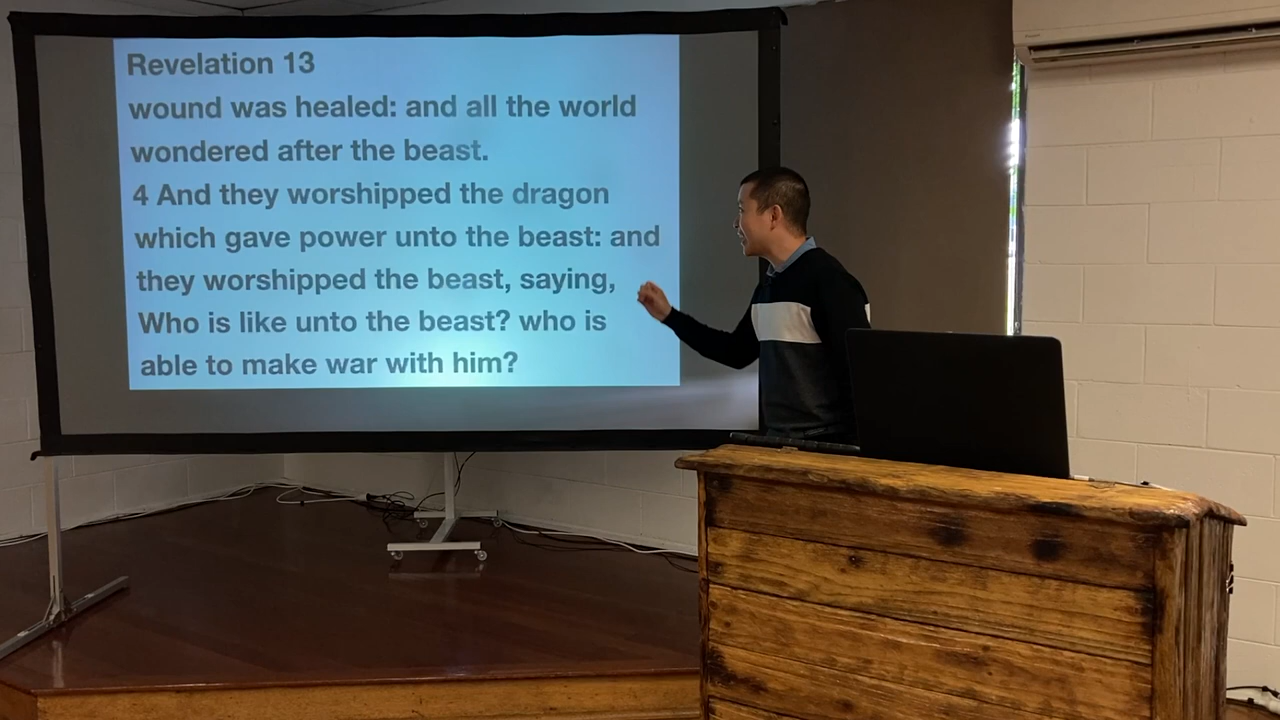 Revelation 13
wound was healed: and all the world
wondered after the beast.
4 And they worshipped the dragon
which gave power unto the beast: and
they worshipped the beast, saying,
Who is like unto the beast? who is
able to make war with him?